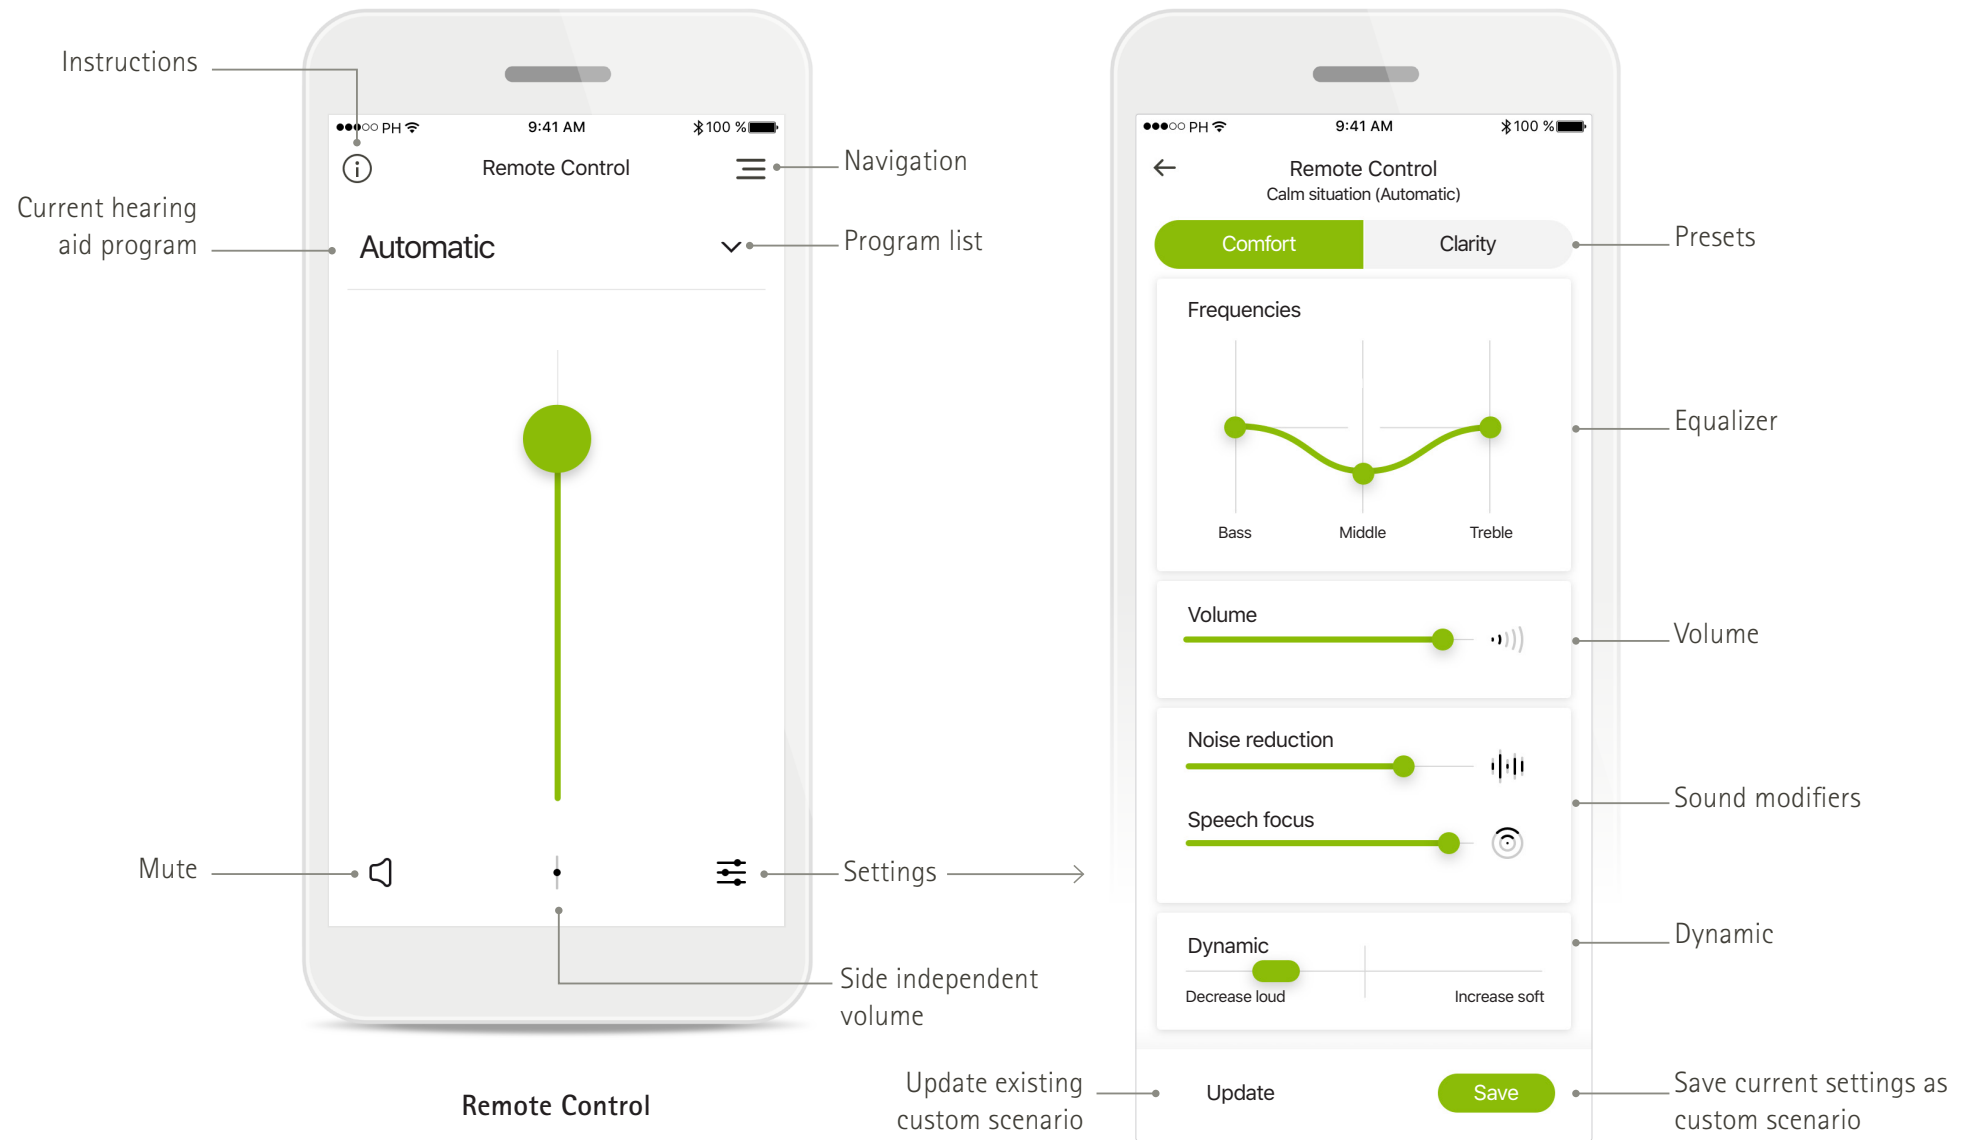 Instructions
PH
9:41 AM
100 %
Remote Control
Navigation
Current hearing
aid program
Automatic
Program list
Mute
Settings
Side independent
volume
Remote Control
PH
9:41 AM
100 %
Remote Control
Calm situation (Automatic)
Comfort
Clarity
Presets
Frequencies
Equalizer
Bass
Middle
Treble
Volume
Volume
Noise reduction
Speech focus
Sound modifiers
Dynamic
Decrease loud
Increase soft
Dynamic
Update existing
custom scenario
Update
Save
Save current settings as
custom scenario